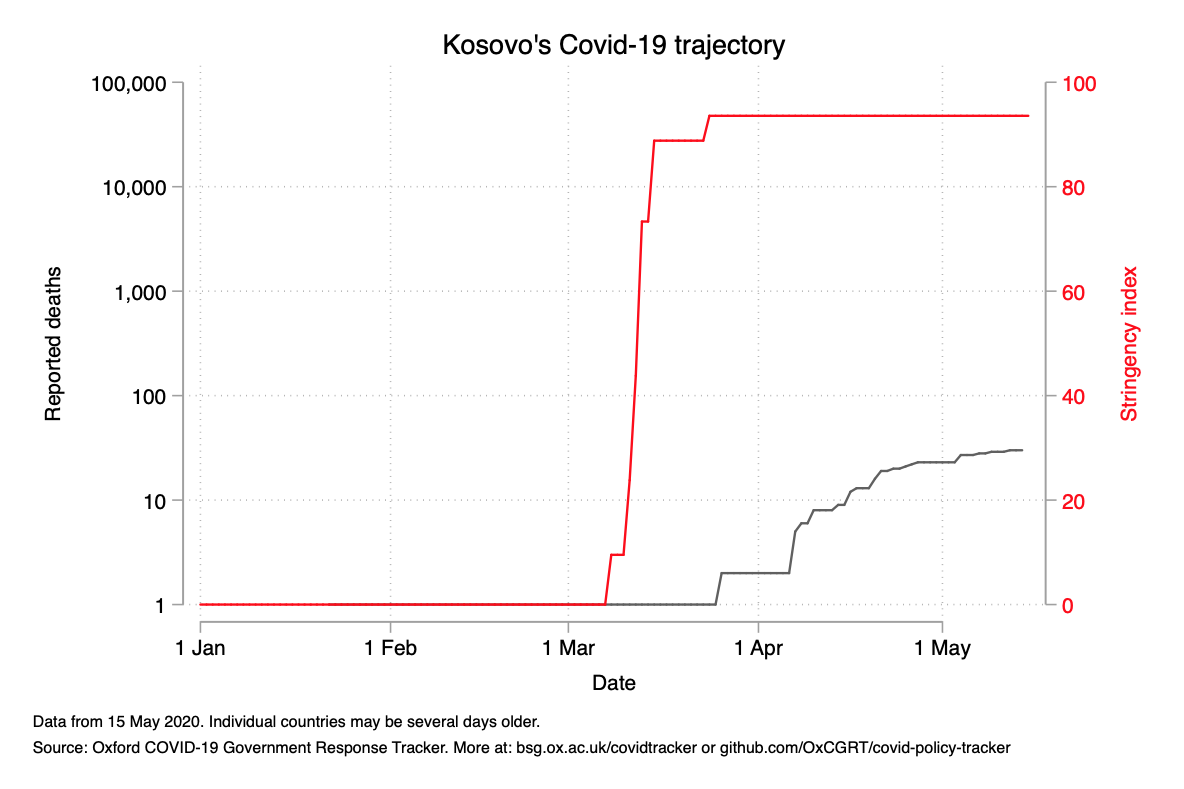 Kosovo's Covid-19 trajectory
100,000
10,000
1,000
100
10
1
Reported deaths
100
80
60
40
20
0
Stringency index
1 Jan
1 Feb
1 Mar
1 Apr
1 May
Date
Data from 15 May 2020. Individual countries may be several days older.
Source: Oxford COVID-19 Government Response Tracker. More at: bsg.ox.ac.uk/covidtracker or github.com/OxCGRT/covid-policy-tracker